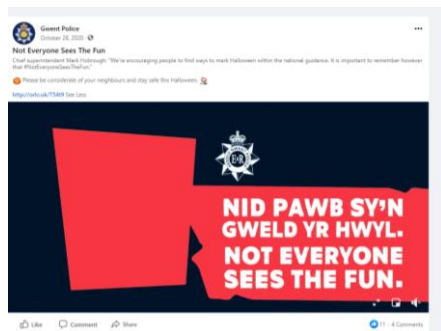 Gwent Police
October 28, 2020
Not Everyone Sees The Fun
Chief superintendent Mark Hobrough: "We're encouraging people to find ways to mark Halloween within the national guidance. It is important to remember however
that #NotEveryoneSeesTheFun."
Please be considerate of your neighbours and stay safe this Halloween.
See Less
E R
NID PAWB SY'N
GWELD YR HWYL.
NOT EVERYONE
SEES THE FUN.
Like Comment Share
11 · 4 Comments